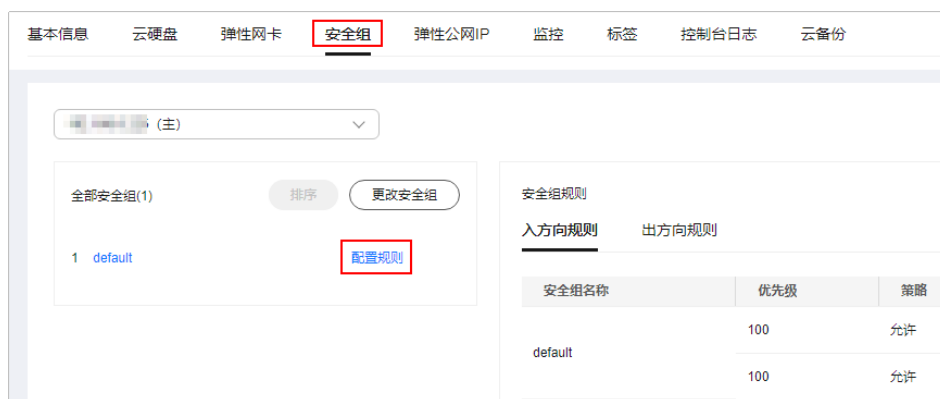 基本信息 云硬盘 弹性网卡 安全组 弹性公网IP 监控 标签 控制台日志 云备份
(主)
全部安全组(1) 排序 更改安全组
1 default 配置规则
安全组规则
入方向规则 出方向规则
安全组名称 优先级 策略
default
100 允许
100 允许